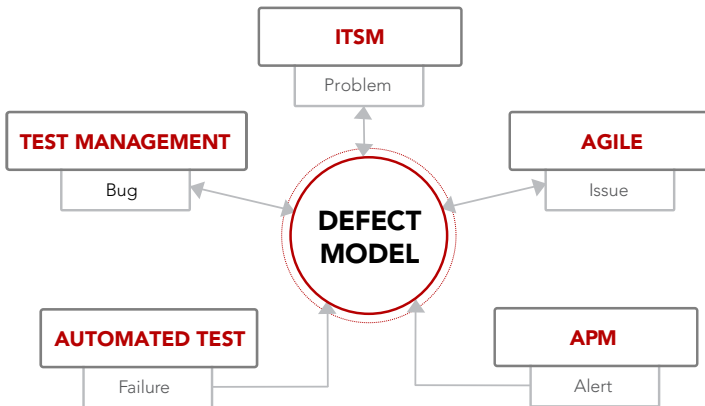 ITSM
Problem
TEST MANAGEMENT
Bug
AGILE
Issue
DEFECT
MODEL
AUTOMATED TEST
Failure
APM
Alert